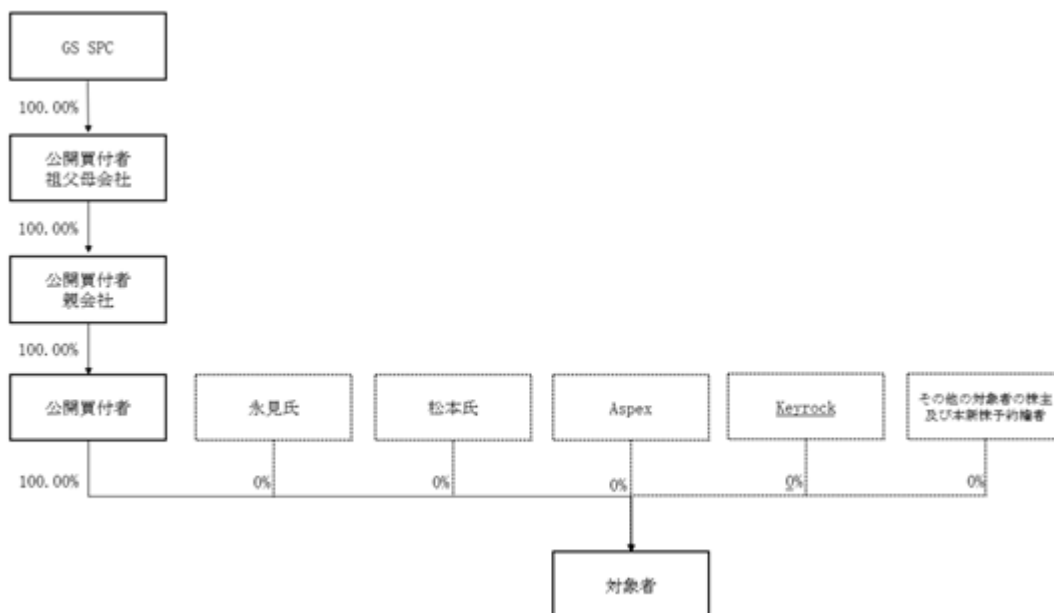 GS SPC
100.00%
公開買付者
祖父母会社
100.00%
公開買付者
親会社
100.00%
公開買付者
永見氏
松本氏
Aspex
Keyrock
その他の対象者の株主
及び本新株予約権者
100.00%
0%
0%
0%
0%
0%
対象者